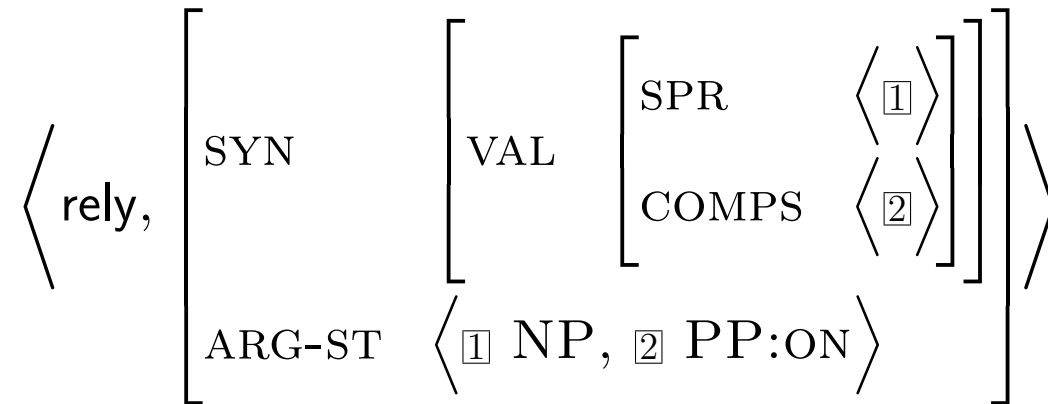 SPR ⟨ 1 ⟩
SYN VAL
⟨ rely, COMPS ⟨ 2 ⟩ ⟩
ARG-ST ⟨ 1 NP, 2 PP:ON ⟩